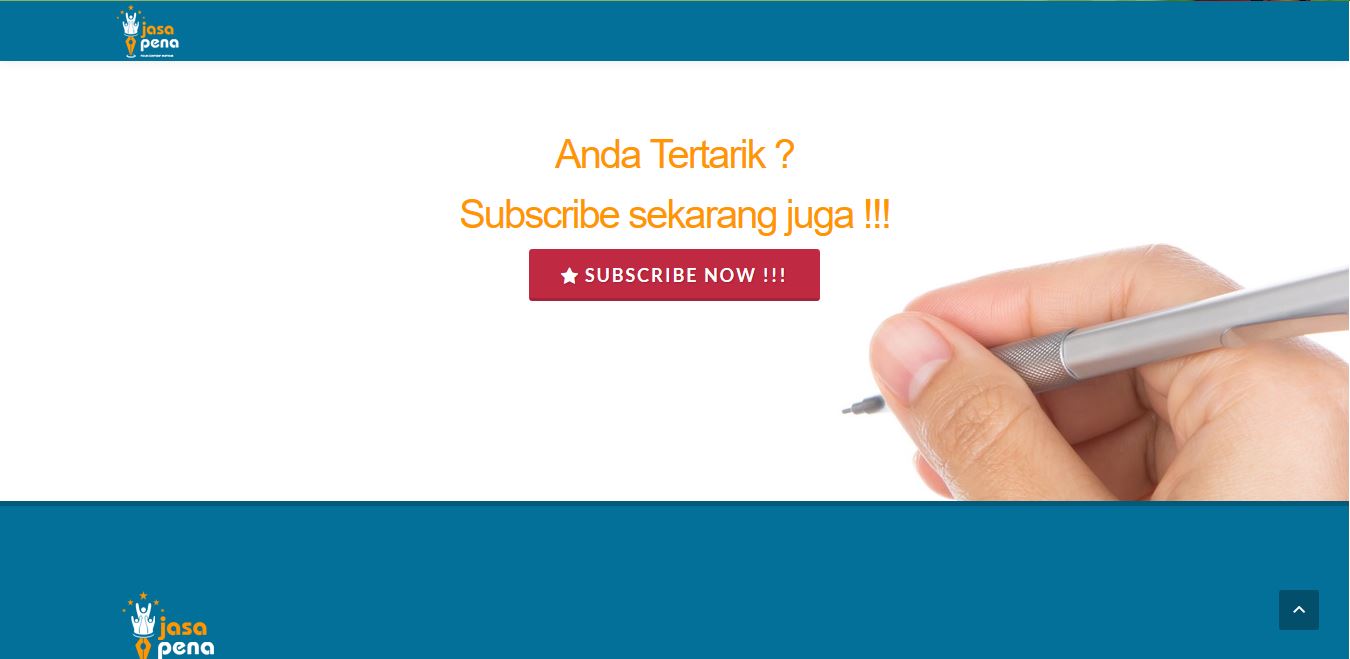 jasa
pena
Anda Tertarik ?
Subscribe sekarang juga !!!
SUBSCRIBE NOW !!!
jasa
pena